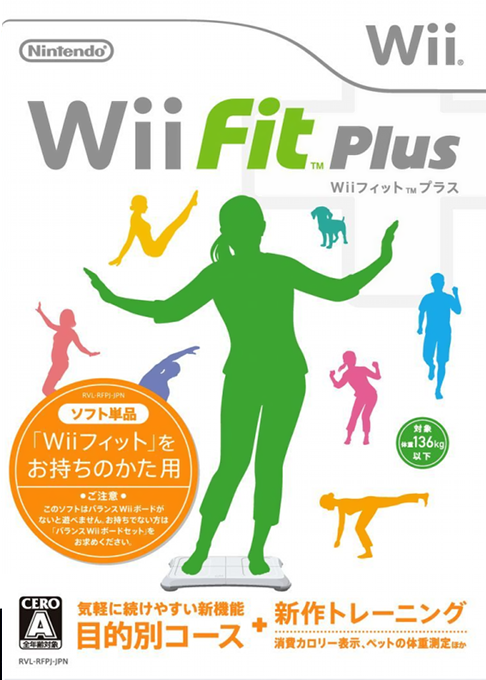 Nintendo®
Wii®
Wii Fit™ Plus
Wiiフィット™プラス
RVL-RFPJ-JPN
ソフト単品
「Wiiフィット」を
お持ちのかた用
●ご注意●
このソフトはバランスWiiボードが
ないと遊べません。お持ちでない方は
「バランスWiiボードセット」を
お求めください。
対象
体重136kg
以下
CERO
A
全年齢対象
RVL-RFPJ-JPN
気軽に続けやすい新機能
目的別コース
+
新作トレーニング
消費カロリー表示、ペットの体重測定ほか